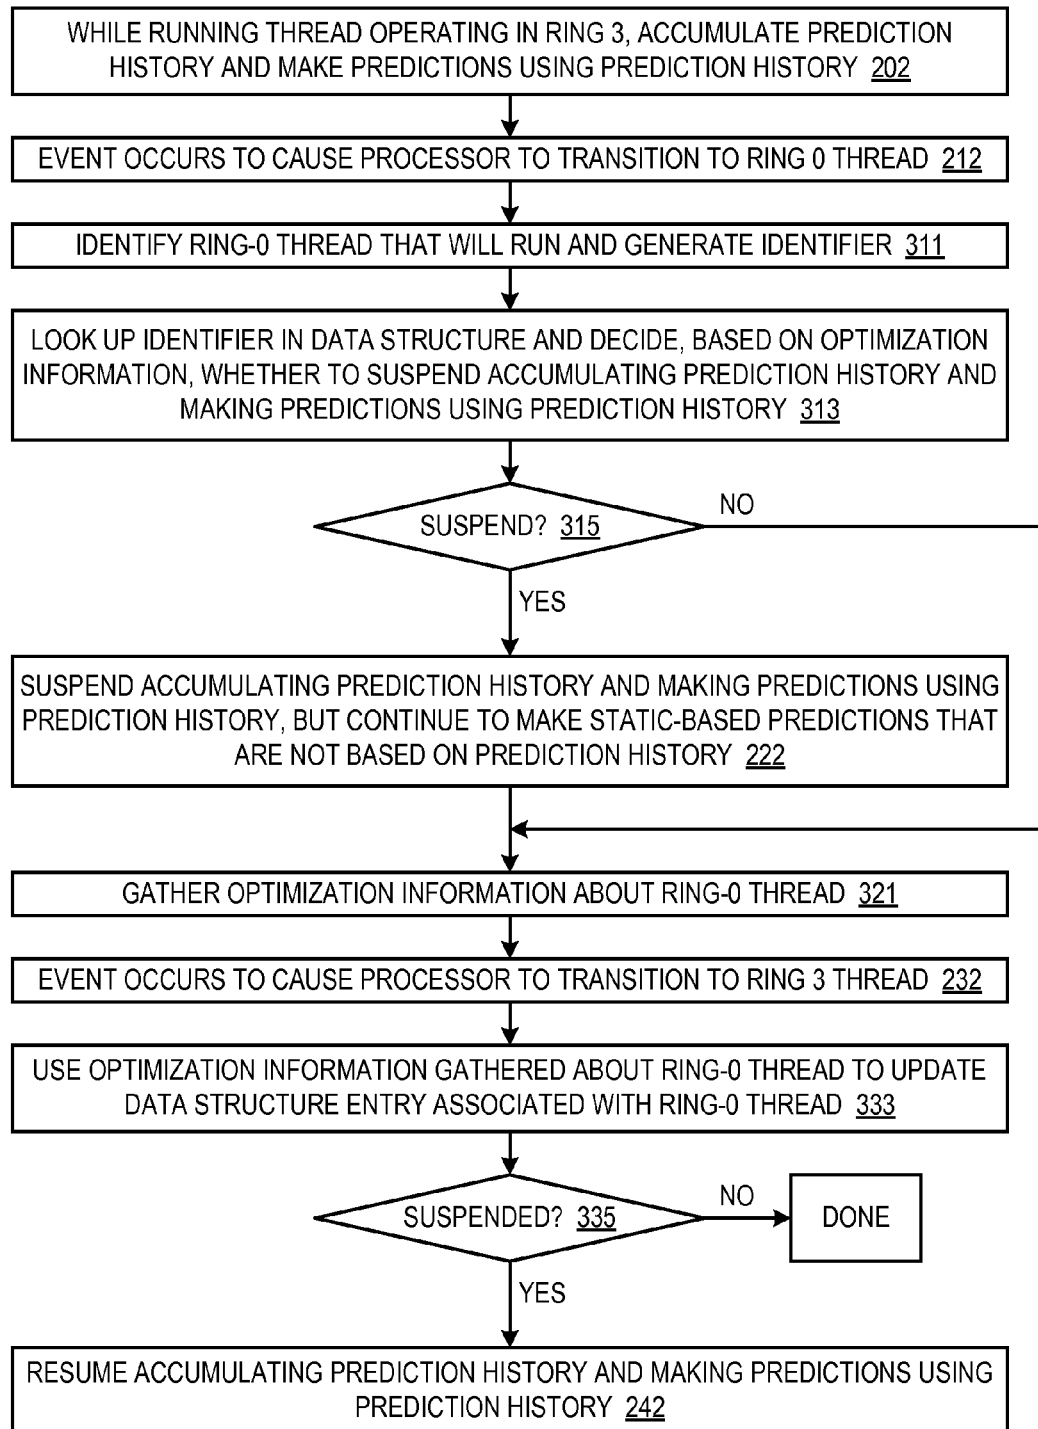 WHILE RUNNING THREAD OPERATING IN RING 3, ACCUMULATE PREDICTION
HISTORY AND MAKE PREDICTIONS USING PREDICTION HISTORY 202
EVENT OCCURS TO CAUSE PROCESSOR TO TRANSITION TO RING 0 THREAD 212
IDENTIFY RING-0 THREAD THAT WILL RUN AND GENERATE IDENTIFIER 311
LOOK UP IDENTIFIER IN DATA STRUCTURE AND DECIDE, BASED ON OPTIMIZATION
INFORMATION, WHETHER TO SUSPEND ACCUMULATING PREDICTION HISTORY AND
MAKING PREDICTIONS USING PREDICTION HISTORY 313
SUSPEND? 315
NO
YES
SUSPEND ACCUMULATING PREDICTION HISTORY AND MAKING PREDICTIONS USING
PREDICTION HISTORY, BUT CONTINUE TO MAKE STATIC-BASED PREDICTIONS THAT
ARE NOT BASED ON PREDICTION HISTORY 222
GATHER OPTIMIZATION INFORMATION ABOUT RING-0 THREAD 321
EVENT OCCURS TO CAUSE PROCESSOR TO TRANSITION TO RING 3 THREAD 232
USE OPTIMIZATION INFORMATION GATHERED ABOUT RING-0 THREAD TO UPDATE
DATA STRUCTURE ENTRY ASSOCIATED WITH RING-0 THREAD 333
SUSPENDED? 335
NO
DONE
YES
RESUME ACCUMULATING PREDICTION HISTORY AND MAKING PREDICTIONS USING
PREDICTION HISTORY 242